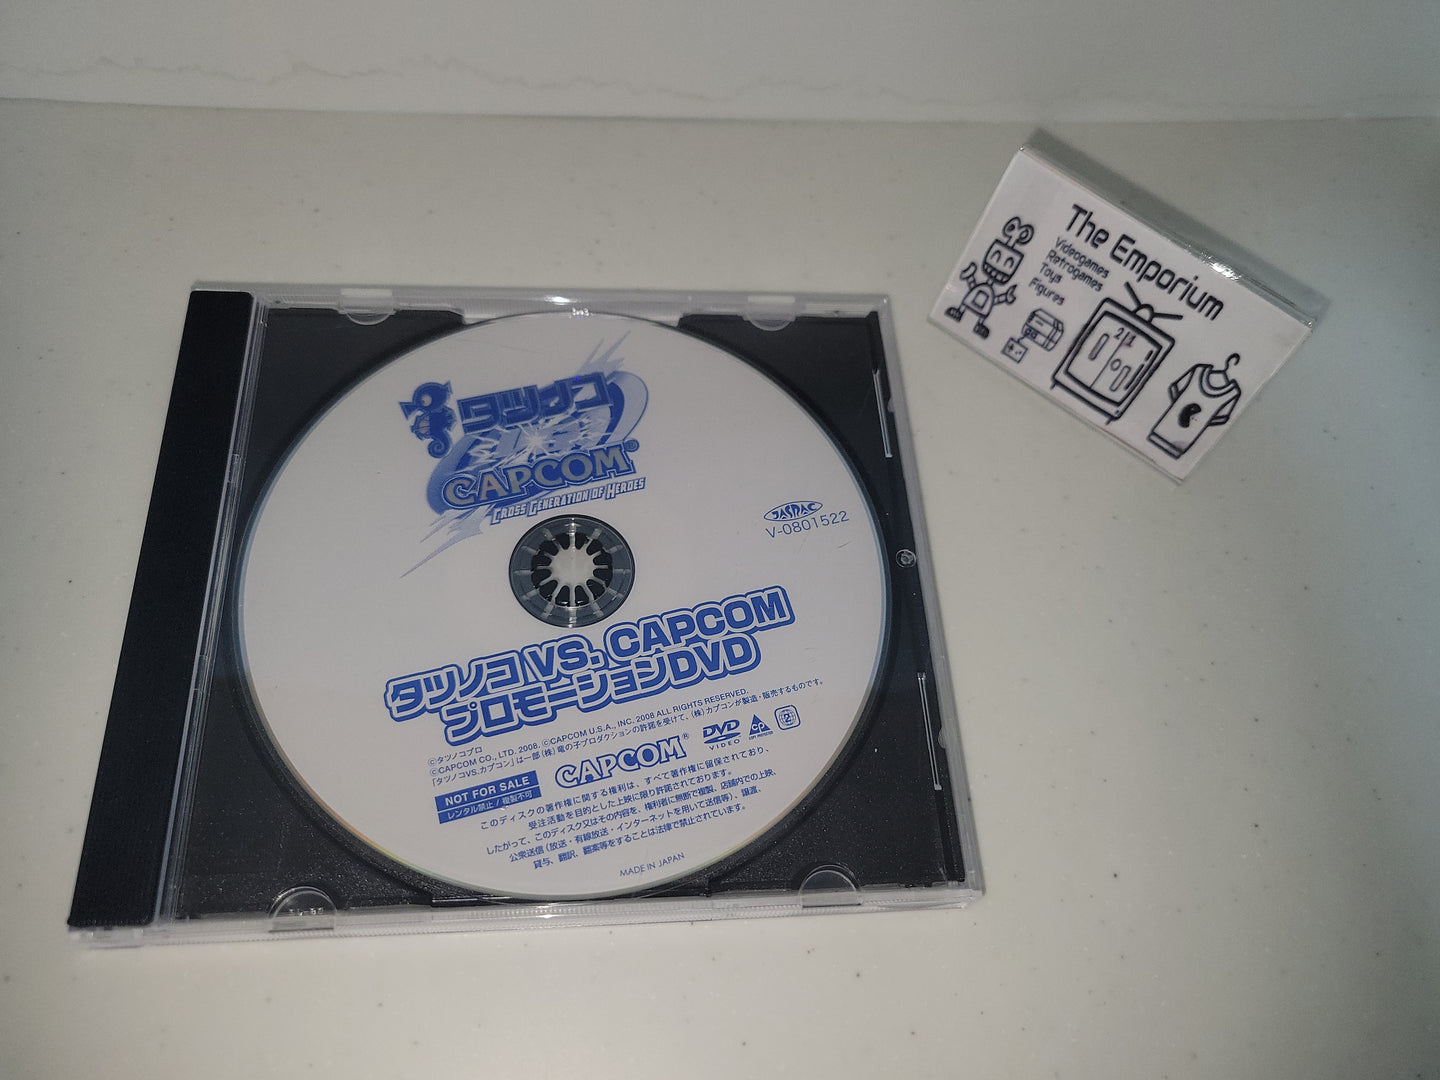 タツノコ
VS.
CAPCOM®
CROSS GENERATION OF HEROES
JASRAC
V-0801522
タツノコ VS. CAPCOM
プロモーションDVD
©タツノコプロ
©CAPCOM CO., LTD. 2008, ©CAPCOM U.S.A., INC. 2008 ALL RIGHTS RESERVED.
「タツノコVS.カプコン」は一部(株)竜の子プロダクションの許諾を受けて、(株)カプコンが製造・販売するものです。
NOT FOR SALE
レンタル禁止 / 複製不可
CAPCOM®
DVD
VIDEO
2
このディスクの著作権に関する権利は、すべて著作権者に留保されており、
受注活動を目的とした上映に限り許諾されております。
したがって、このディスク又はその内容を、権利者に無断で複製、店舗内での上映、
公衆送信(放送・有線放送・インターネットを用いて送信等)、譲渡、
貸与、翻訳、翻案等をすることは法律で禁止されています。
MADE IN JAPAN
The Emporium
Videogames
Retrogames
Toys
Figures